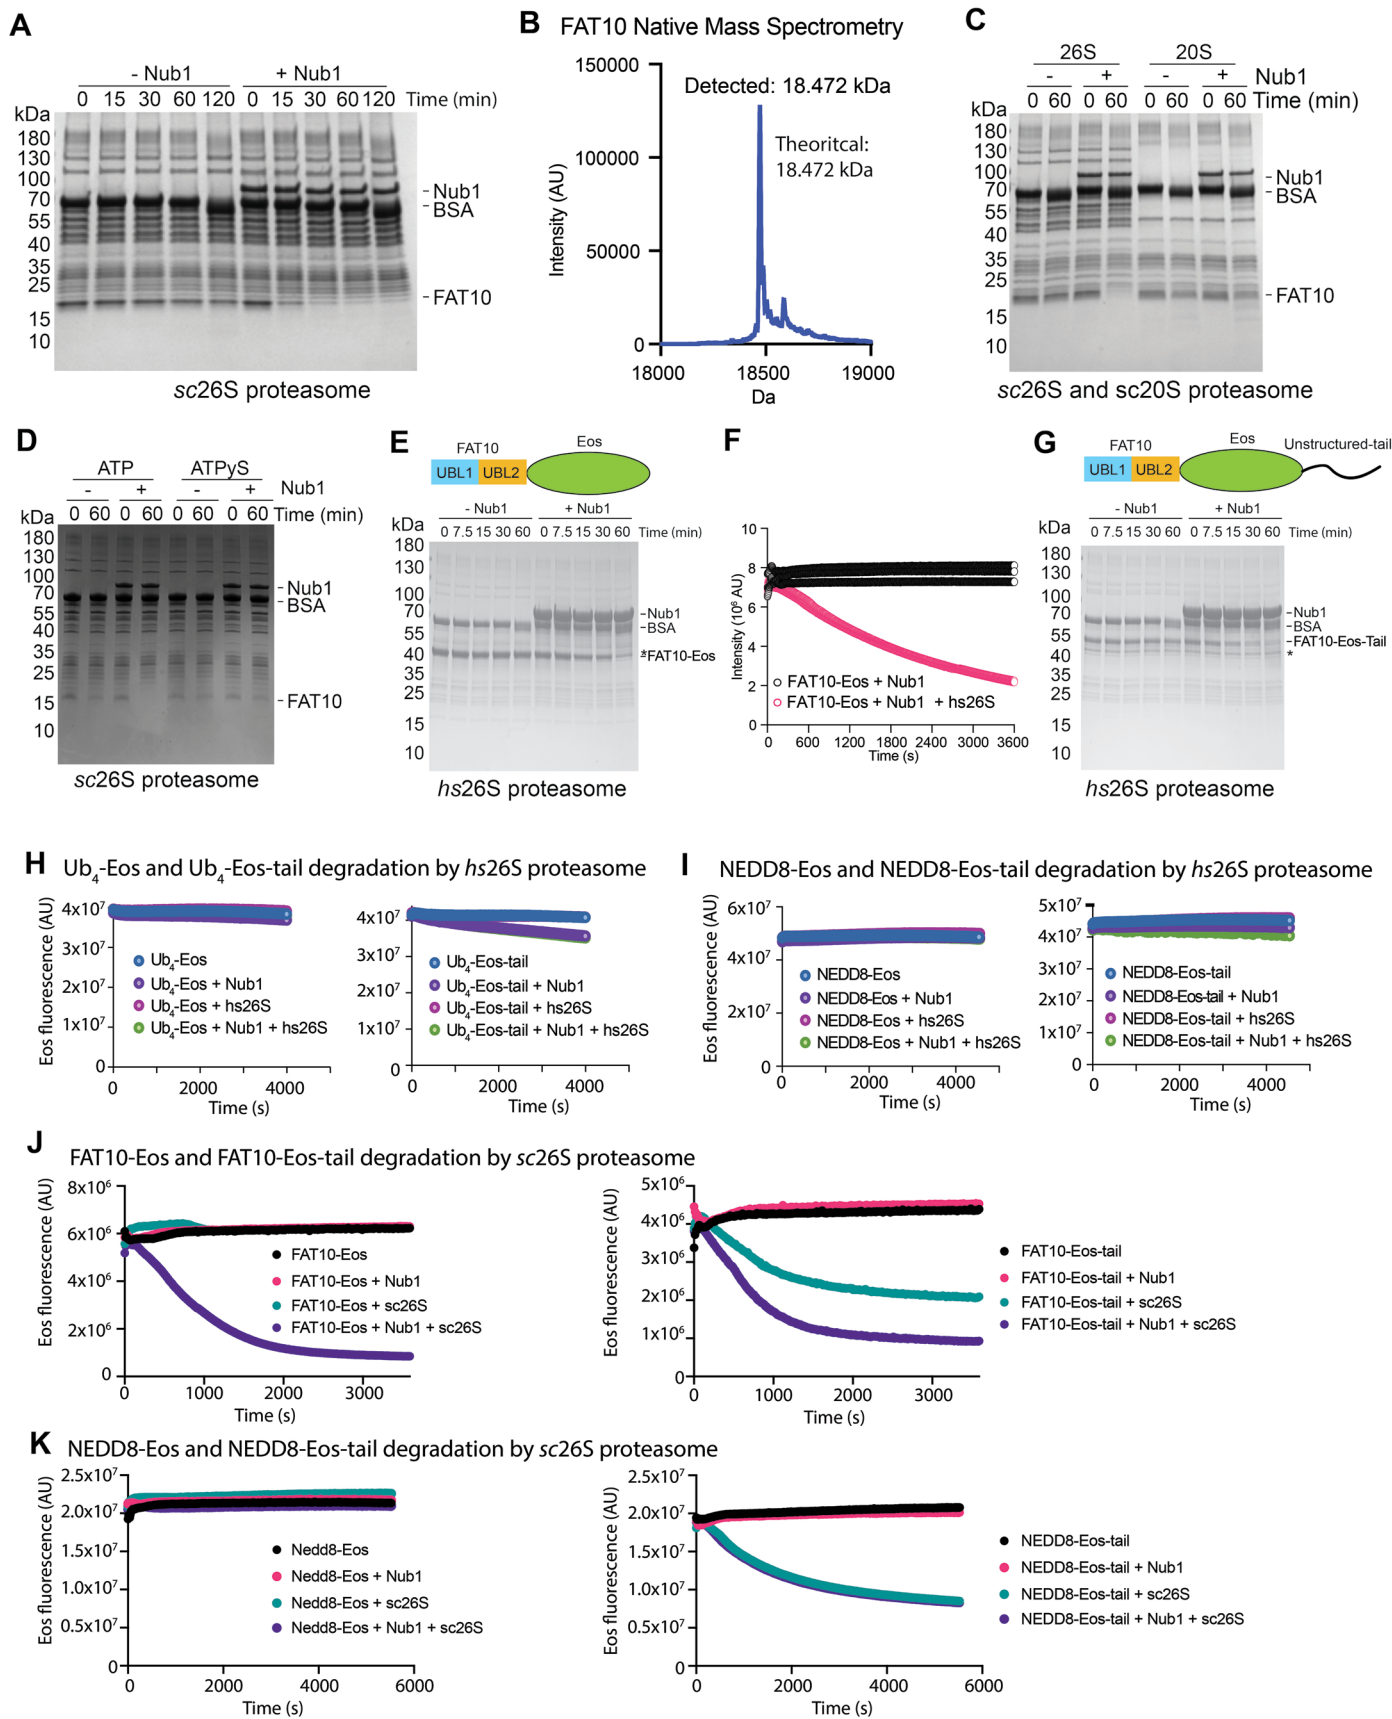 A
- Nub1 + Nub1
0 15 30 60 120 0 15 30 60 120 Time (min)
kDa
180
130
100
70
55
40
35
25
15
10
Nub1
BSA
FAT10
sc26S proteasome
B FAT10 Native Mass Spectrometry
150000
100000
50000
0
Intensity (AU)
Detected: 18.472 kDa
Theoritcal:
18.472 kDa
18000 18500 19000
Da
C
26S 20S
- + - + Nub1
0 60 0 60 0 60 0 60 Time (min)
kDa
180
130
100
70
55
40
35
25
15
10
Nub1
BSA
FAT10
sc26S and sc20S proteasome
D
ATP ATPyS
- + - + Nub1
0 60 0 60 0 60 0 60 Time (min)
kDa
180
130
100
70
55
40
35
25
15
10
Nub1
BSA
FAT10
sc26S proteasome
E
FAT10 Eos
UBL1 UBL2
- Nub1 + Nub1
0 7.5 15 30 60 0 7.5 15 30 60 Time (min)
kDa
180
130
100
70
55
40
35
25
15
10
Nub1
BSA
*FAT10-Eos
hs26S proteasome
F
10
8
6
4
2
0
Intensity (10⁶ AU)
FAT10-Eos + Nub1
FAT10-Eos + Nub1 + hs26S
0 600 1200 1800 2400 3000 3600
Time (s)
G
FAT10 Eos Unstructured-tail
UBL1 UBL2
- Nub1 + Nub1
0 7.5 15 30 60 0 7.5 15 30 60 Time (min)
kDa
180
130
100
70
55
40
35
25
15
10
Nub1
BSA
FAT10-Eos-Tail
*
hs26S proteasome
H Ub₄-Eos and Ub₄-Eos-tail degradation by hs26S proteasome
Eos fluorescence (AU)
4x10⁷
3x10⁷
2x10⁷
1x10⁷
0
Ub₄-Eos
Ub₄-Eos + Nub1
Ub₄-Eos + hs26S
Ub₄-Eos + Nub1 + hs26S
0 2000 4000
Time (s)
4x10⁷
3x10⁷
2x10⁷
1x10⁷
0
Ub₄-Eos-tail
Ub₄-Eos-tail + Nub1
Ub₄-Eos-tail + hs26S
Ub₄-Eos-tail + Nub1 + hs26S
0 2000 4000
Time (s)
I NEDD8-Eos and NEDD8-Eos-tail degradation by hs26S proteasome
Eos fluorescence (AU)
6x10⁷
4x10⁷
2x10⁷
0
NEDD8-Eos
NEDD8-Eos + Nub1
NEDD8-Eos + hs26S
NEDD8-Eos + Nub1 + hs26S
0 2000 4000
Time (s)
5x10⁷
4x10⁷
3x10⁷
2x10⁷
1x10⁷
0
NEDD8-Eos-tail
NEDD8-Eos-tail + Nub1
NEDD8-Eos-tail + hs26S
NEDD8-Eos-tail + Nub1 + hs26S
0 2000 4000
Time (s)
J
FAT10-Eos and FAT10-Eos-tail degradation by sc26S proteasome
Eos fluorescence (AU)
8x10⁶
6x10⁶
4x10⁶
2x10⁶
0
FAT10-Eos
FAT10-Eos + Nub1
FAT10-Eos + sc26S
FAT10-Eos + Nub1 + sc26S
0 1000 2000 3000
Time (s)
Eos fluorescence (AU)
5x10⁶
4x10⁶
3x10⁶
2x10⁶
1x10⁶
0
FAT10-Eos-tail
FAT10-Eos-tail + Nub1
FAT10-Eos-tail + sc26S
FAT10-Eos-tail + Nub1 + sc26S
0 1000 2000 3000
Time (s)
K NEDD8-Eos and NEDD8-Eos-tail degradation by sc26S proteasome
Eos fluorescence (AU)
2.5x10⁷
2.0x10⁷
1.5x10⁷
1.0x10⁷
0.5x10⁷
0
Nedd8-Eos
Nedd8-Eos + Nub1
Nedd8-Eos + sc26S
Nedd8-Eos + Nub1 + sc26S
0 2000 4000 6000
Time (s)
Eos fluorescence (AU)
2.5x10⁷
2.0x10⁷
1.5x10⁷
1.0x10⁷
0.5x10⁷
0
NEDD8-Eos-tail
NEDD8-Eos-tail + Nub1
NEDD8-Eos-tail + sc26S
NEDD8-Eos-tail + Nub1 + sc26S
0 2000 4000 6000
Time (s)